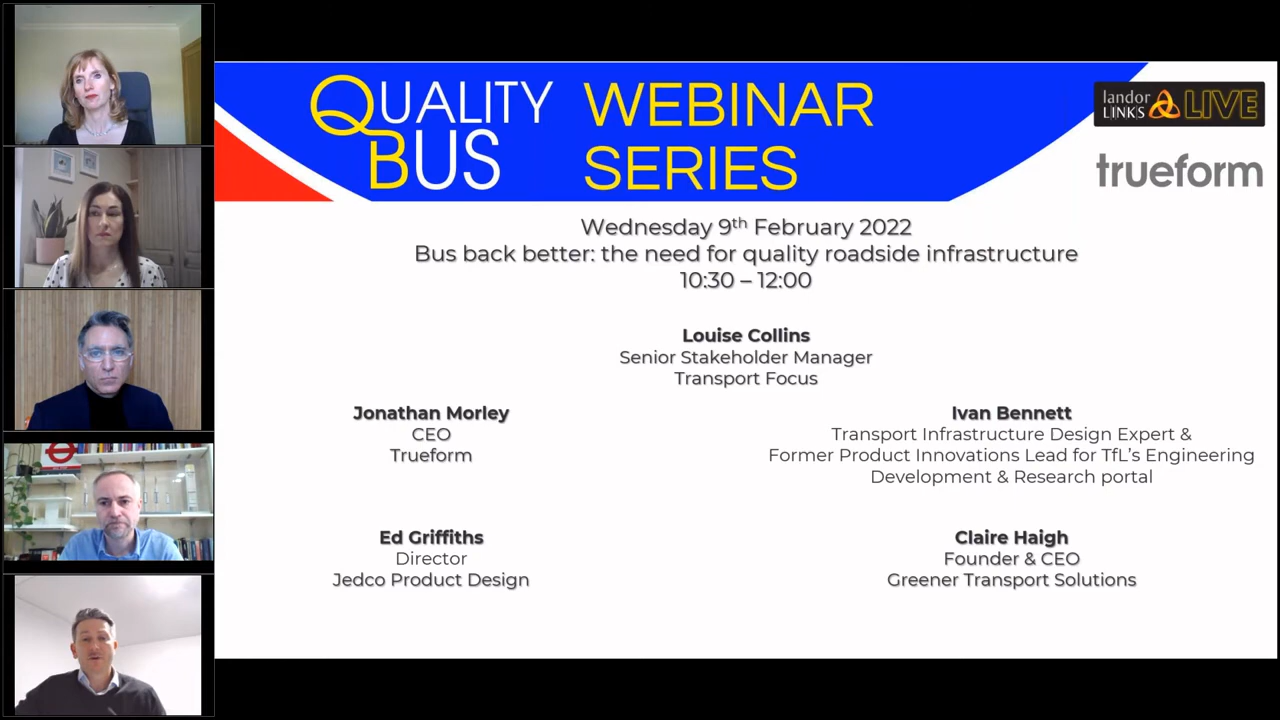 QUALITY BUS
WEBINAR SERIES
landor LINKS LIVE
trueform
Wednesday 9th February 2022
Bus back better: the need for quality roadside infrastructure
10:30 – 12:00
Louise Collins
Senior Stakeholder Manager
Transport Focus
Jonathan Morley
CEO
Trueform
Ivan Bennett
Transport Infrastructure Design Expert &
Former Product Innovations Lead for TfL's Engineering
Development & Research portal
Ed Griffiths
Director
Jedco Product Design
Claire Haigh
Founder & CEO
Greener Transport Solutions